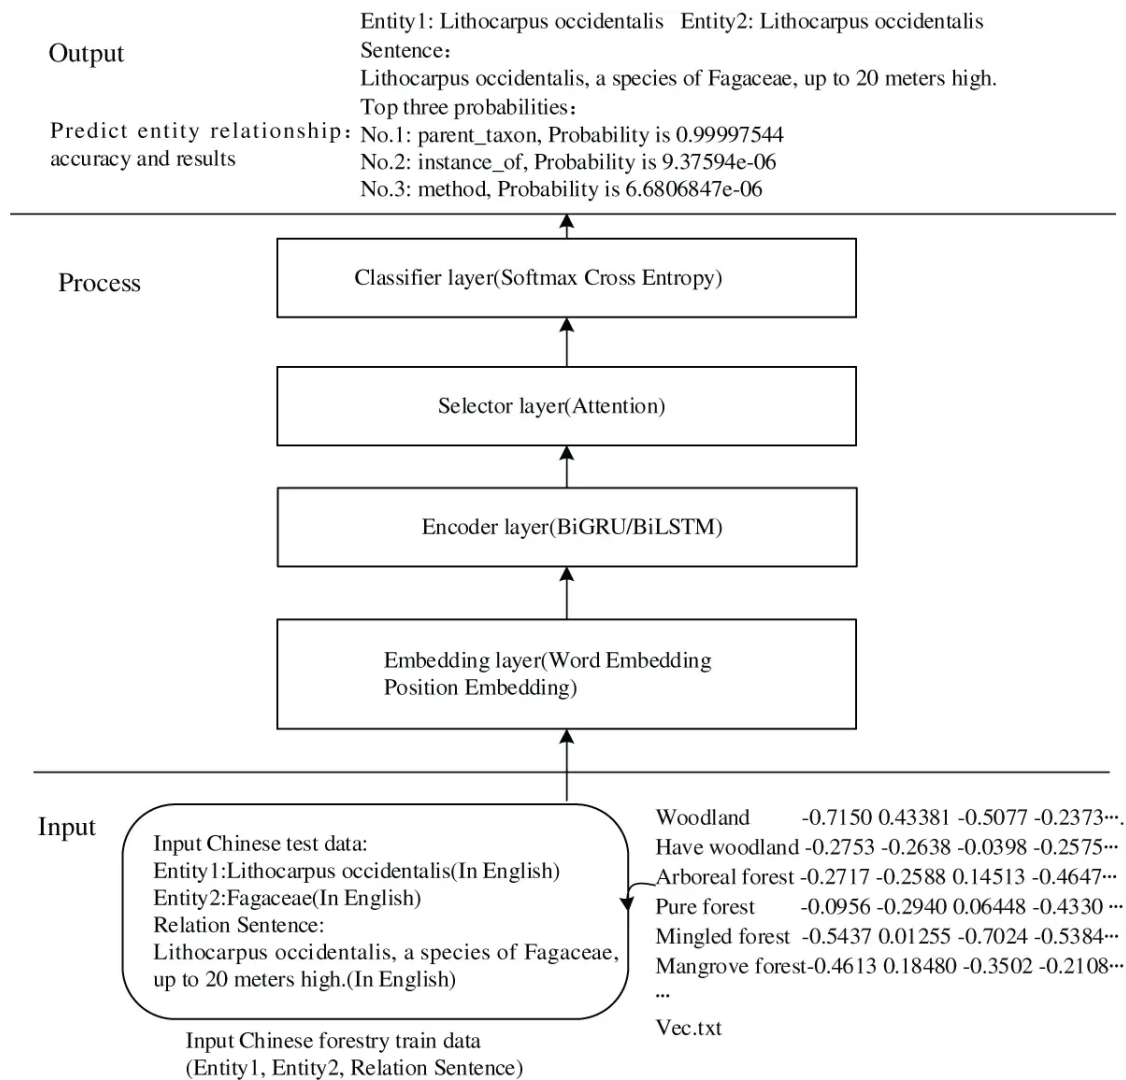 Output
Entity1: Lithocarpus occidentalis Entity2: Lithocarpus occidentalis
Sentence：
Lithocarpus occidentalis, a species of Fagaceae, up to 20 meters high.
Predict entity relationship：
accuracy and results
Top three probabilities：
No.1: parent_taxon, Probability is 0.99997544
No.2: instance_of, Probability is 9.37594e-06
No.3: method, Probability is 6.6806847e-06
Process
Classifier layer(Softmax Cross Entropy)
Selector layer(Attention)
Encoder layer(BiGRU/BiLSTM)
Embedding layer(Word Embedding
Position Embedding)
Input
Input Chinese test data:
Entity1:Lithocarpus occidentalis(In English)
Entity2:Fagaceae(In English)
Relation Sentence:
Lithocarpus occidentalis, a species of Fagaceae,
up to 20 meters high.(In English)
Input Chinese forestry train data
(Entity1, Entity2, Relation Sentence)
Woodland -0.7150 0.43381 -0.5077 -0.2373···.
Have woodland -0.2753 -0.2638 -0.0398 -0.2575···
Arboreal forest -0.2717 -0.2588 0.14513 -0.4647···
Pure forest -0.0956 -0.2940 0.06448 -0.4330 ···
Mingled forest -0.5437 0.01255 -0.7024 -0.5384···
Mangrove forest-0.4613 0.18480 -0.3502 -0.2108···
···
Vec.txt